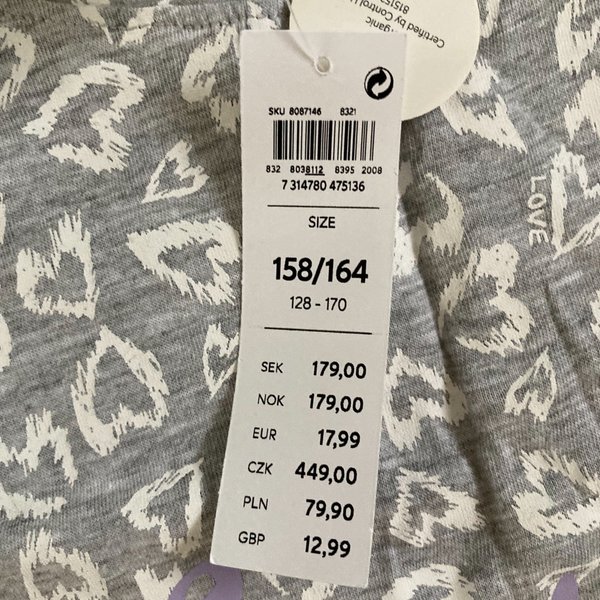 SKU 8087146 8321
832 8038112 8395 2008
7 314780 475136
SIZE
158/164
128 - 170
SEK 179,00
NOK 179,00
EUR 17,99
CZK 449,00
PLN 79,90
GBP 12,99
Certified by Control
LOVE